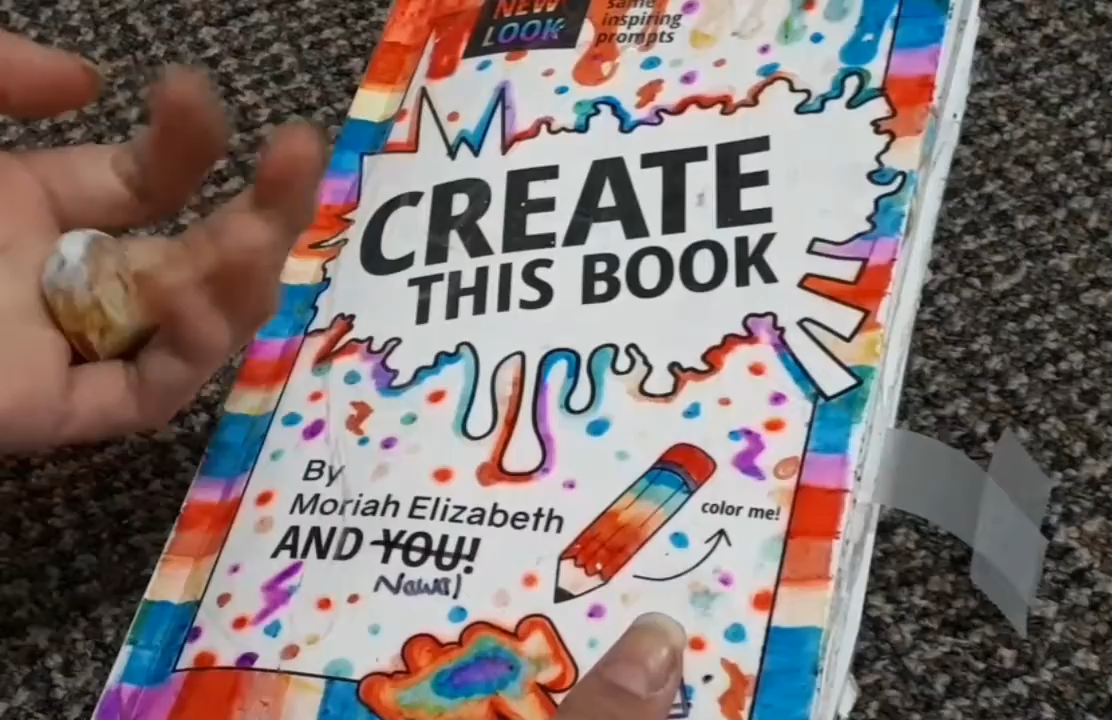 NEW
LOOK
same
inspiring
prompts
CREATE
THIS BOOK
By
Moriah Elizabeth
AND YOU!
color me!